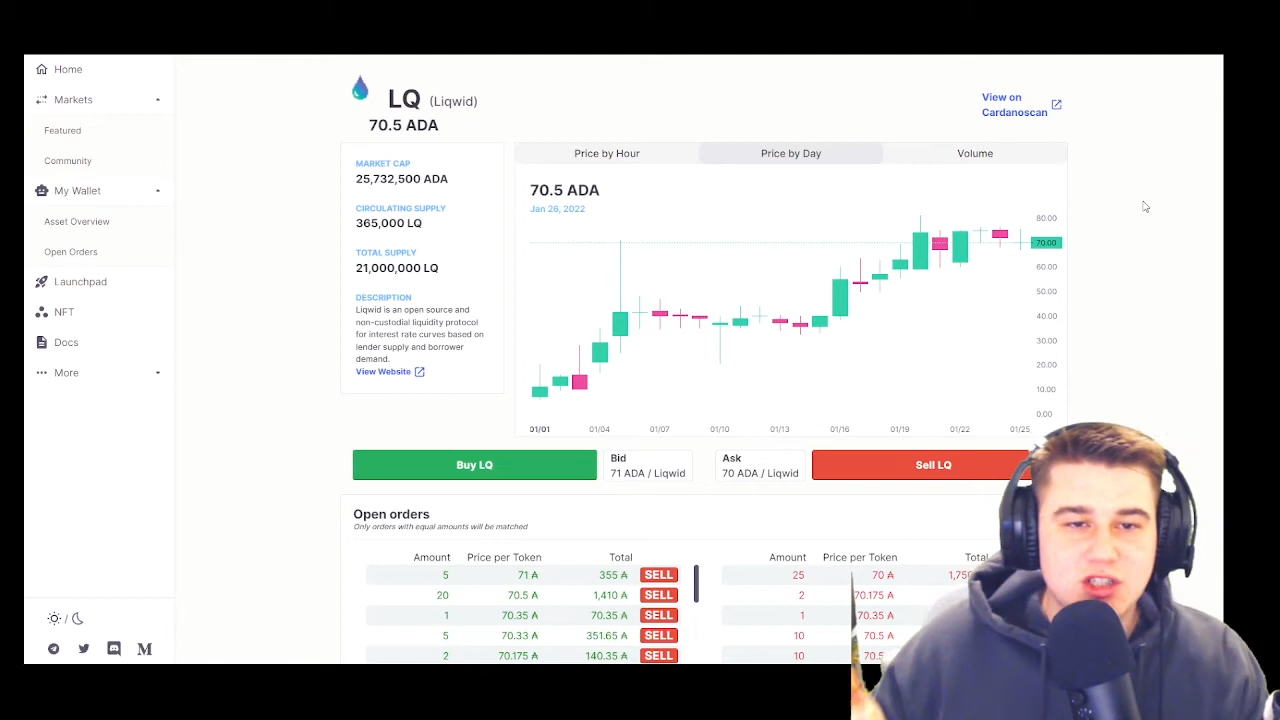 Home
Markets
Featured
Community
My Wallet
Asset Overview
Open Orders
Launchpad
NFT
Docs
More
LQ (Liqwid)
70.5 ADA
View on
Cardanoscan
MARKET CAP
25,732,500 ADA
CIRCULATING SUPPLY
365,000 LQ
TOTAL SUPPLY
21,000,000 LQ
DESCRIPTION
Liqwid is an open source and
non-custodial liquidity protocol
for interest rate curves based on
lender supply and borrower
demand.
View Website
Price by Hour Price by Day Volume
70.5 ADA
Jan 26, 2022
80.00
70.00
60.00
50.00
40.00
30.00
20.00
10.00
0.00
01/01 01/04 01/07 01/10 01/13 01/16 01/19 01/22 01/25
Buy LQ
Bid
71 ADA / Liqwid
Ask
70 ADA / Liqwid
Sell LQ
Open orders
Only orders with equal amounts will be matched
Amount Price per Token Total
5 71 ₳ 355 ₳ SELL
20 70.5 ₳ 1,410 ₳ SELL
1 70.35 ₳ 70.35 ₳ SELL
5 70.33 ₳ 351.65 ₳ SELL
2 70.175 ₳ 140.35 ₳ SELL
Amount Price per Token Total
25 70 ₳
2 70.175 ₳
1 70.35 ₳
10 70.5 ₳
10
/
M